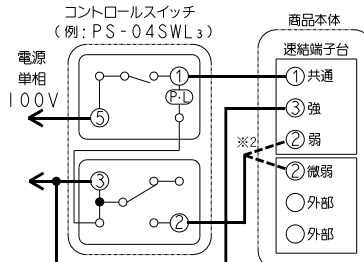 コントロールスイッチ
(例:PS-04SWL₃)
電源
単相
100V
① P・L
⑤
③
②
※2
商品本体
速結端子台
①共通
③強
②弱
②微弱
○外部
○外部